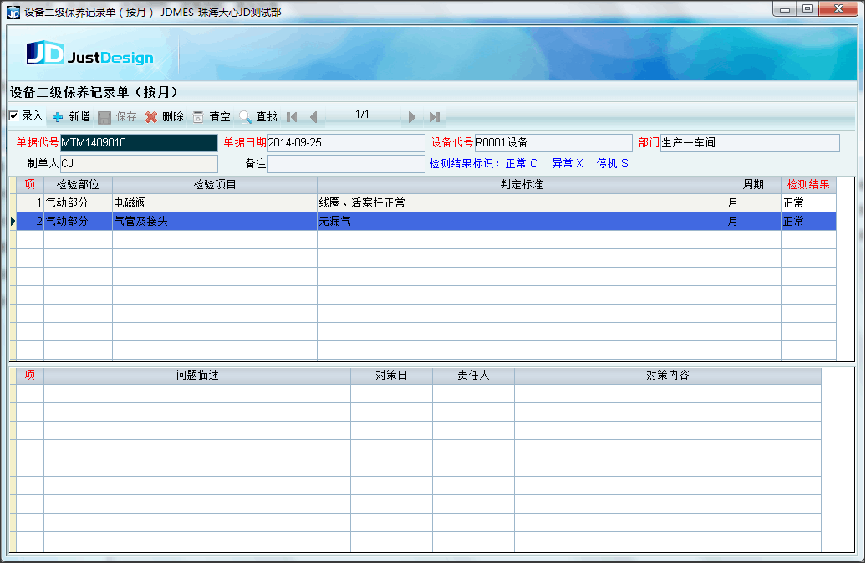 设备二级保养记录单（按月） JDMES 珠海天心JD测试部
JD JustDesign
设备二级保养记录单（按月）
录入 新增 保存 删除 清空 查找 1/1
单据代号 MTM1409010 单据日期 2014-09-25 设备代号 R0001设备 部门 生产一车间
制单人 CJ 备注 检测结果标识： 正常 O 异常 X 停机 S
项 检验部位 检验项目 判定标准 周期 检测结果
1 气动部分 电磁阀 线圈、活塞杆正常 月 正常
2 气动部分 气管及接头 无漏气 月 正常
项 问题描述 对策日 责任人 对策内容